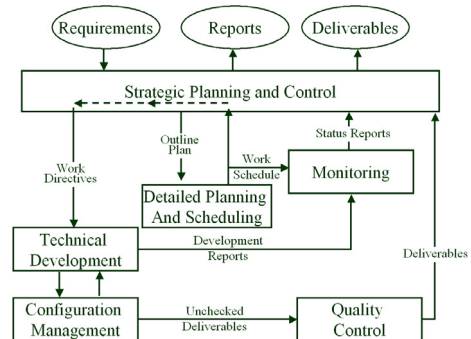 Requirements
Reports
Deliverables
Strategic Planning and Control
Outline
Plan
Status Reports
Work
Directives
Work
Schedule
Monitoring
Detailed Planning
And Scheduling
Technical
Development
Development
Reports
Deliverables
Configuration
Management
Unchecked
Deliverables
Quality
Control